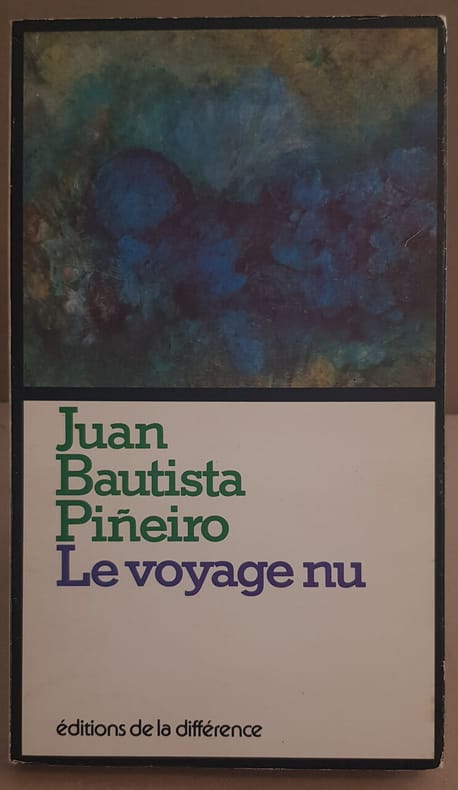 Juan
Bautista
Piñeiro
Le voyage nu
éditions de la différence